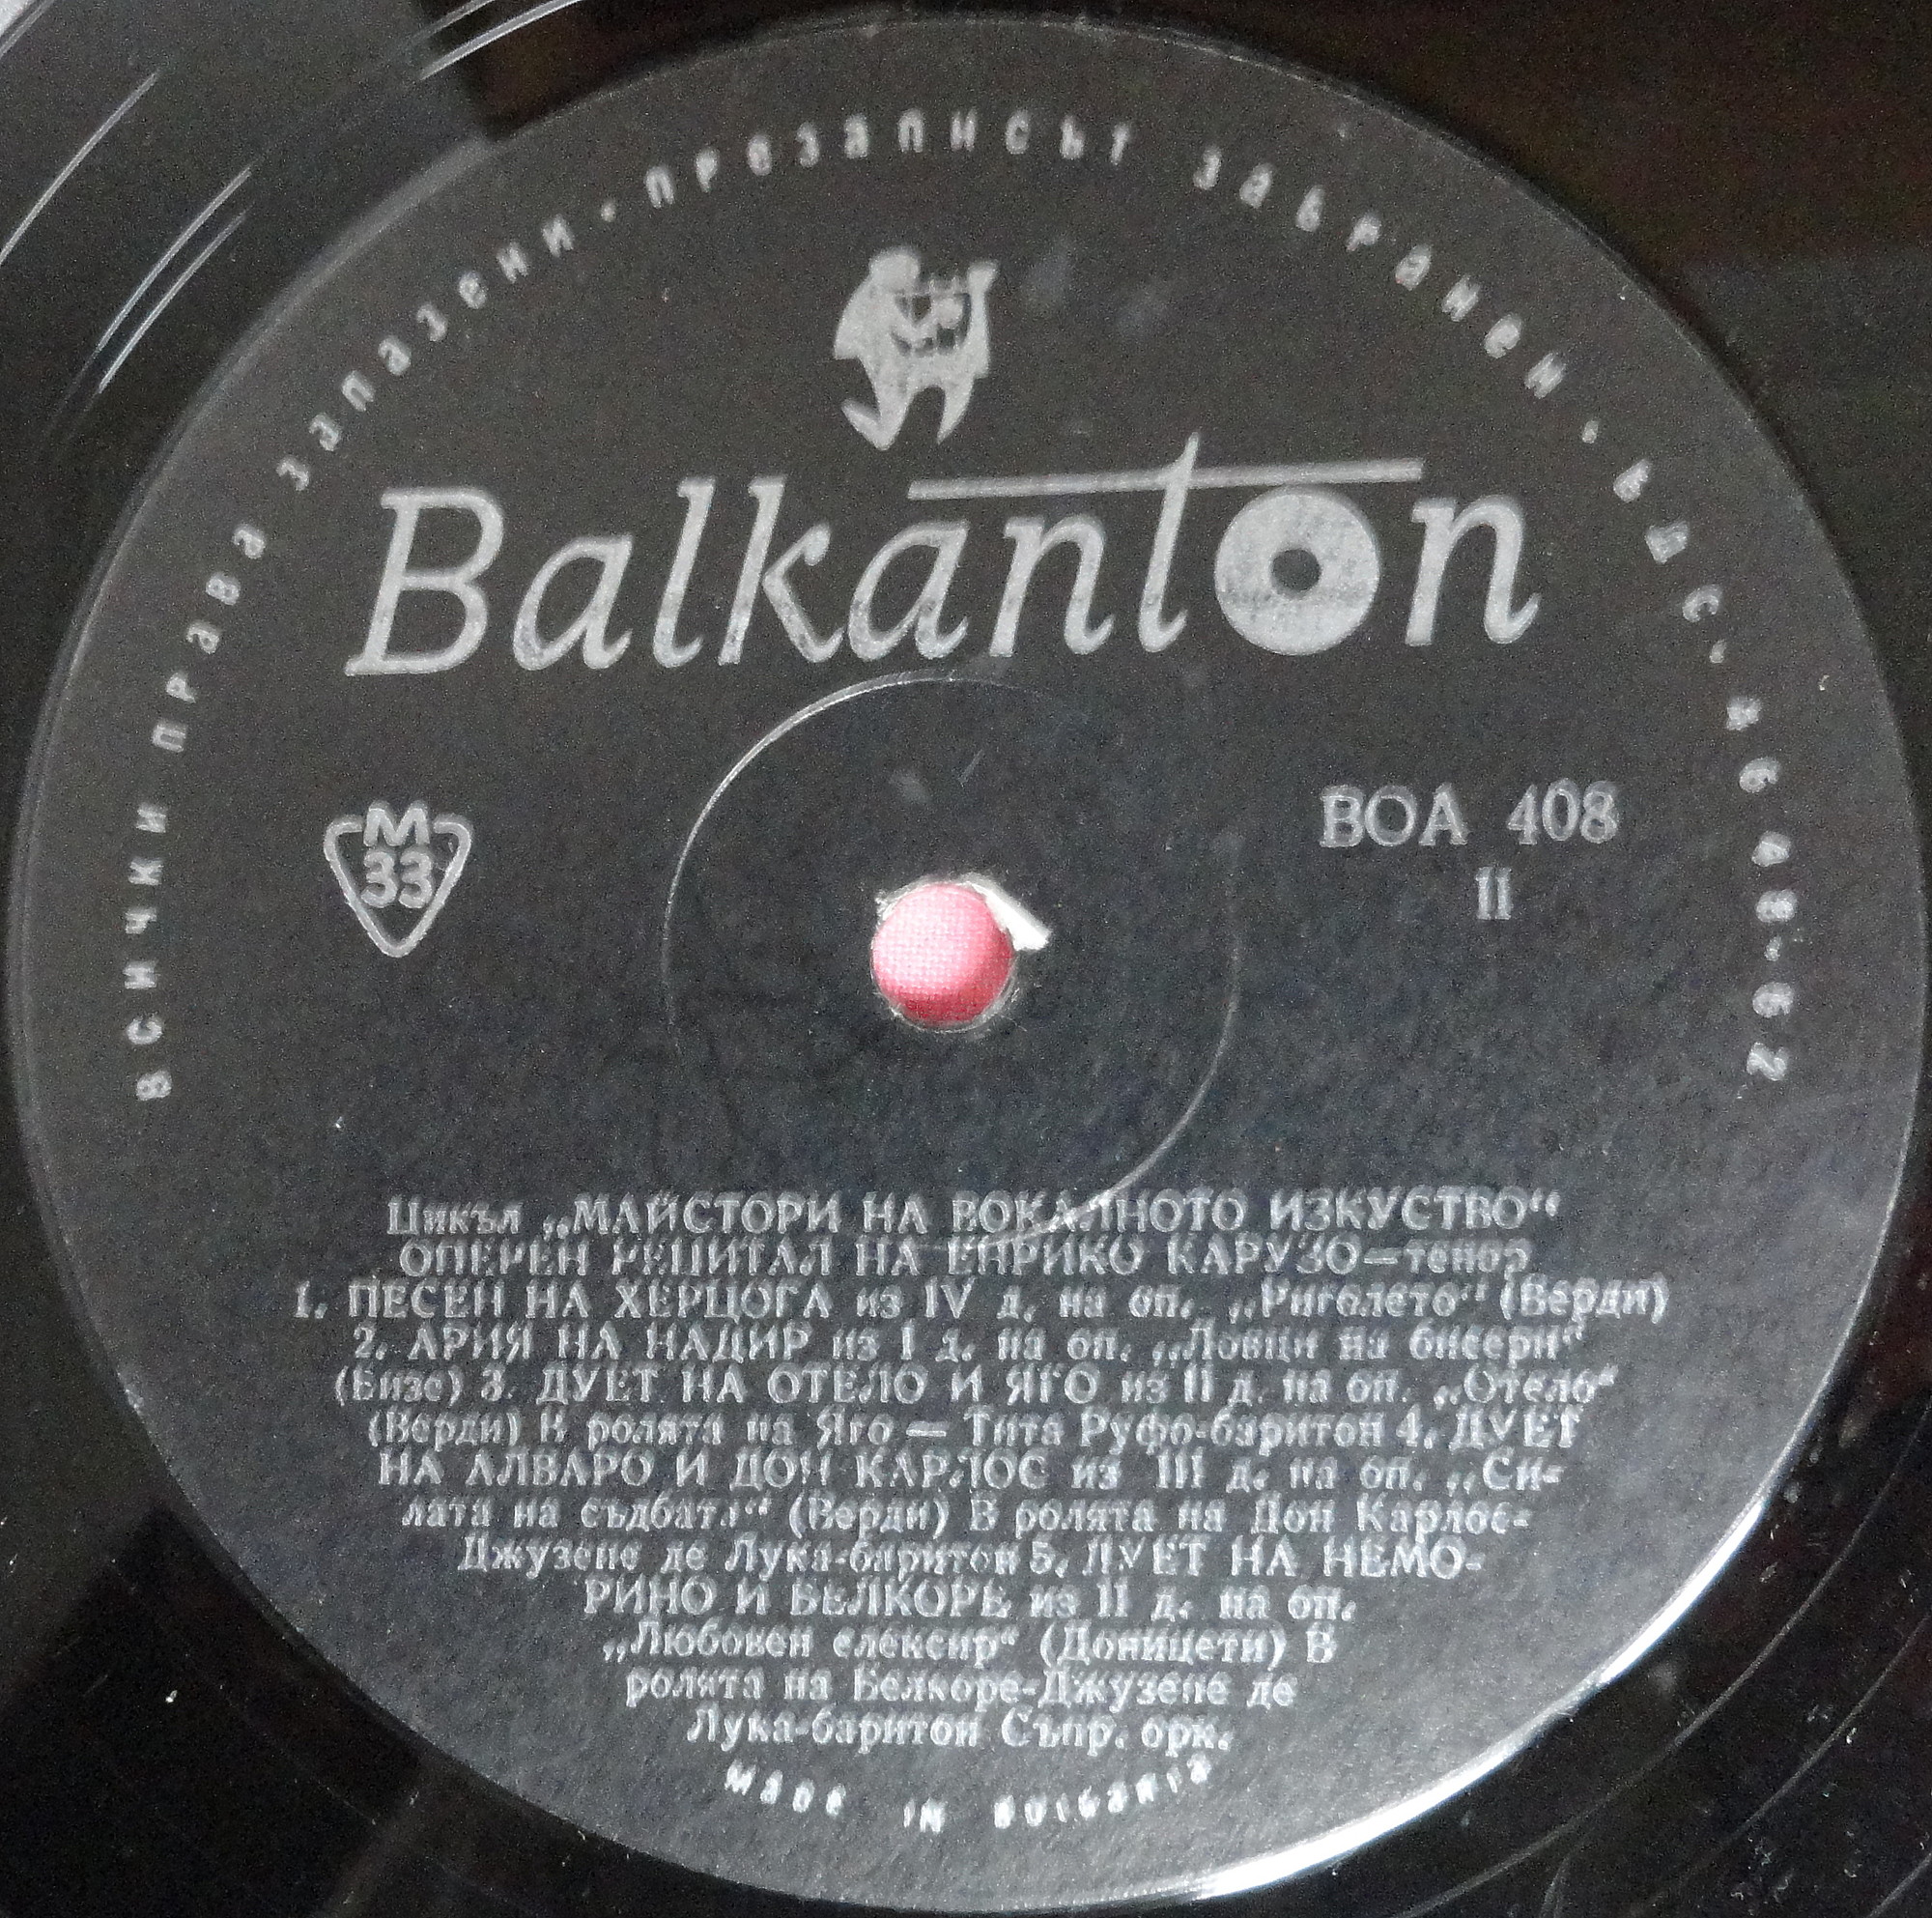 всички права запазени · презаписът забранен · БДС · 66 48-62
Balkanton
М
33
ВОА 408
II
Цикъл „МАЙСТОРИ НА ВОКАЛНОТО ИЗКУСТВО“
ОПЕРЕН РЕЦИТАЛ НА ЕНРИКО КАРУЗО—тенор
1. ПЕСЕН НА ХЕРЦОГА из IV д. на оп. „Риголето“ (Верди)
2. АРИЯ НА НАДИР из I д. на оп. „Ловци на бисери“
(Бизе) 3. ДУЕТ НА ОТЕЛО И ЯГО из II д. на оп. „Отело“
(Верди) В ролята на Яго — Тита Руфо-баритон 4. ДУЕТ
НА АЛВАРО И ДОН КАРЛОС из III д. на оп. „Си-
лата на съдбата“ (Верди) В ролята на Дон Карлос-
Джузепе де Лука-баритон 5. ДУЕТ НА НЕМО-
РИНО И БЕЛКОРЕ из II д. на оп.
„Любовен елексир“ (Доницети) В
ролята на Белкоре-Джузепе де
Лука-баритон Съпр. орк.
MADE IN BULGARIA